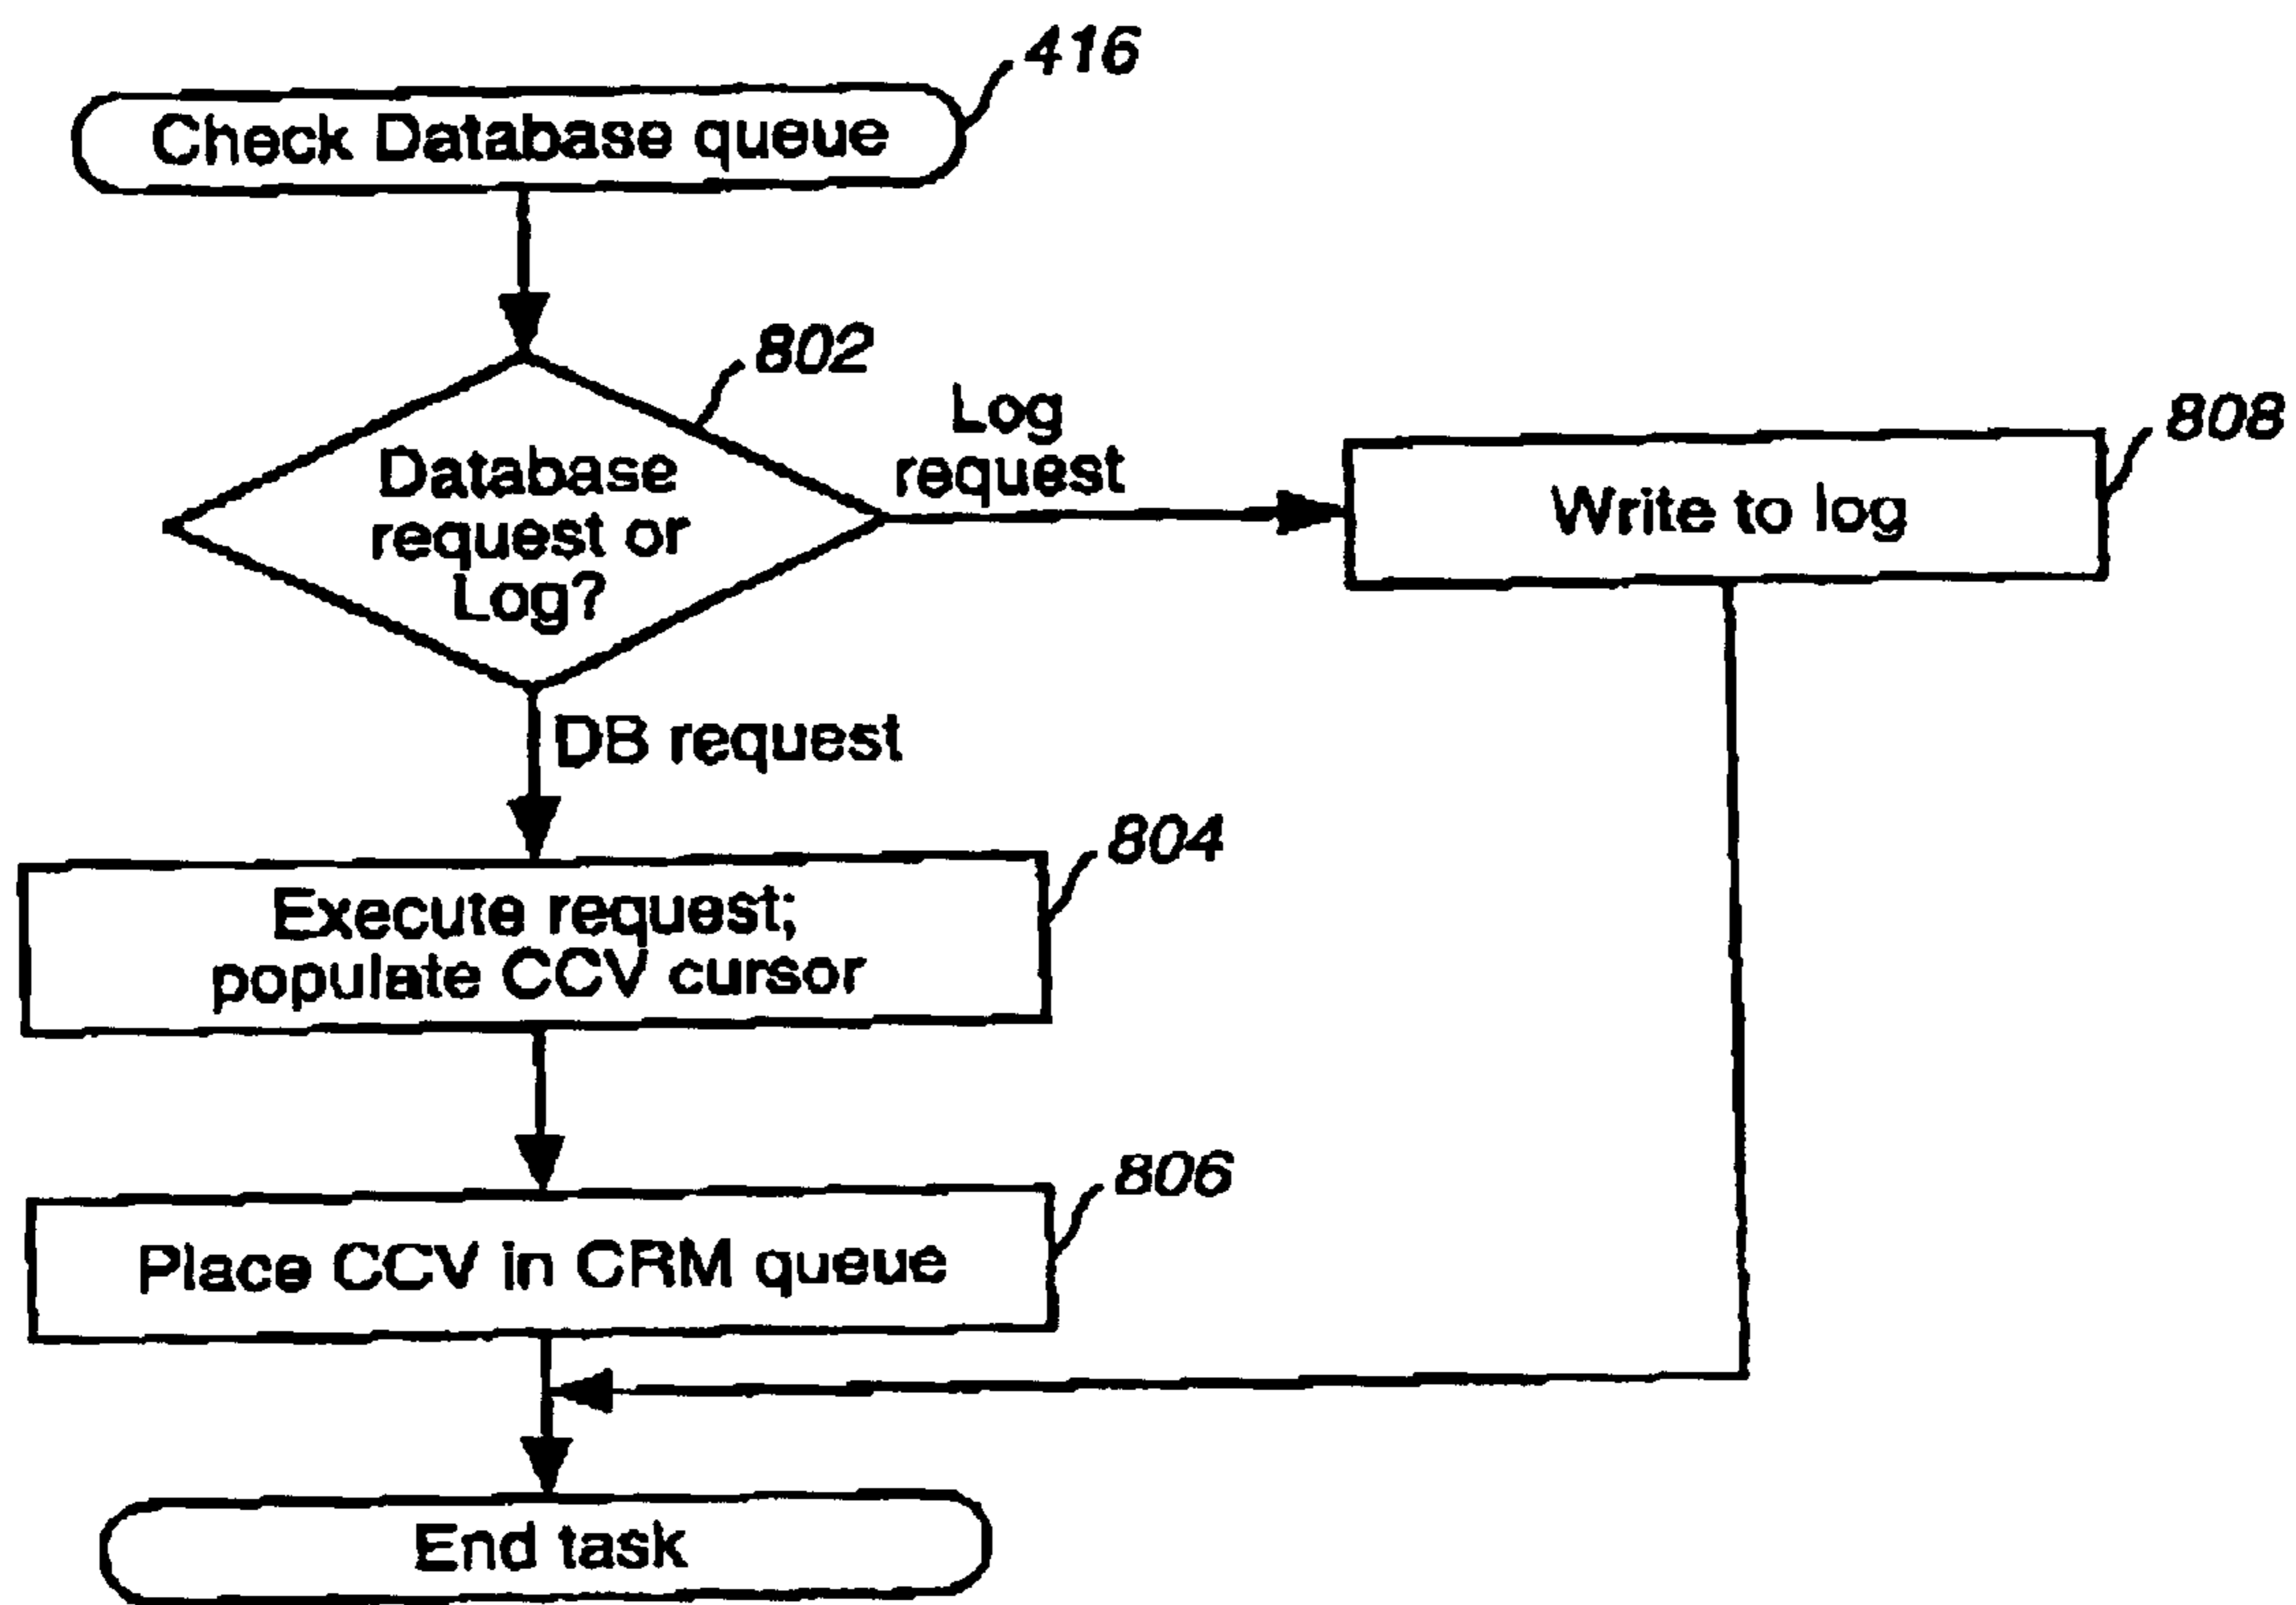 416
Check Database queue
802
Database
request or
Log?
Log
request
808
Write to log
DB request
804
Execute request;
populate CCV cursor
806
Place CCV in CRM queue
End task